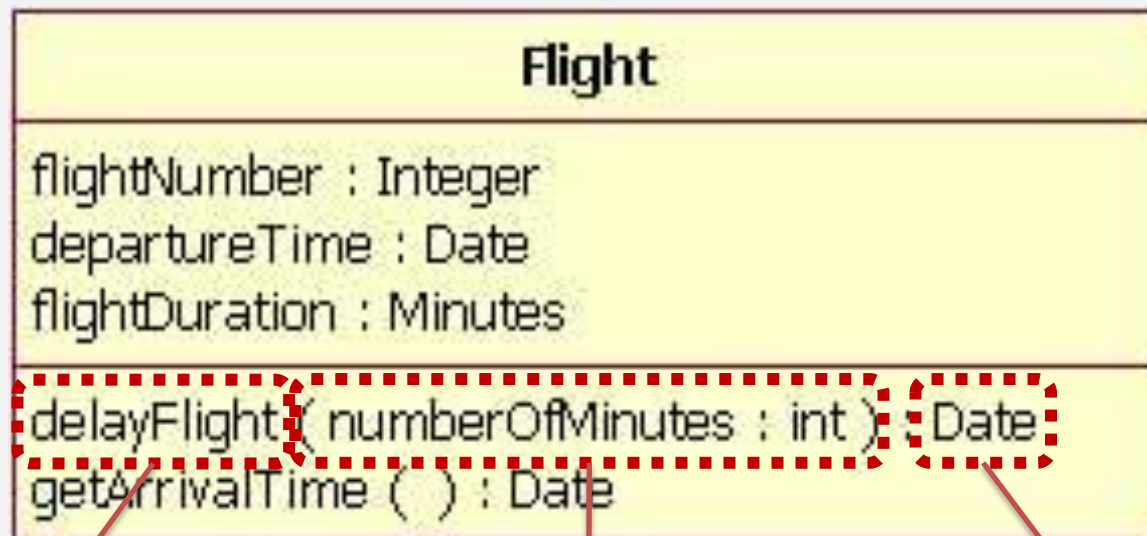 Flight
flightNumber : Integer
departureTime : Date
flightDuration : Minutes
delayFlight ( numberOfMinutes : int ) : Date
getArrivalTime ( ) : Date